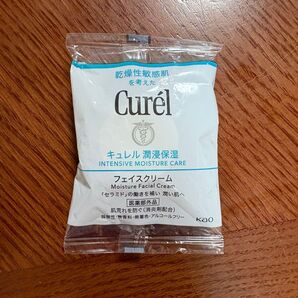 乾燥性敏感肌
を考えた
Curél
キュレル 潤浸保湿
INTENSIVE MOISTURE CARE
フェイスクリーム
Moisture Facial Cream
「セラミド」の働きを補い 潤い肌へ
医薬部外品
肌荒れを防ぐ(消炎剤配合)
弱酸性・無香料・無着色・アルコールフリー
Kao